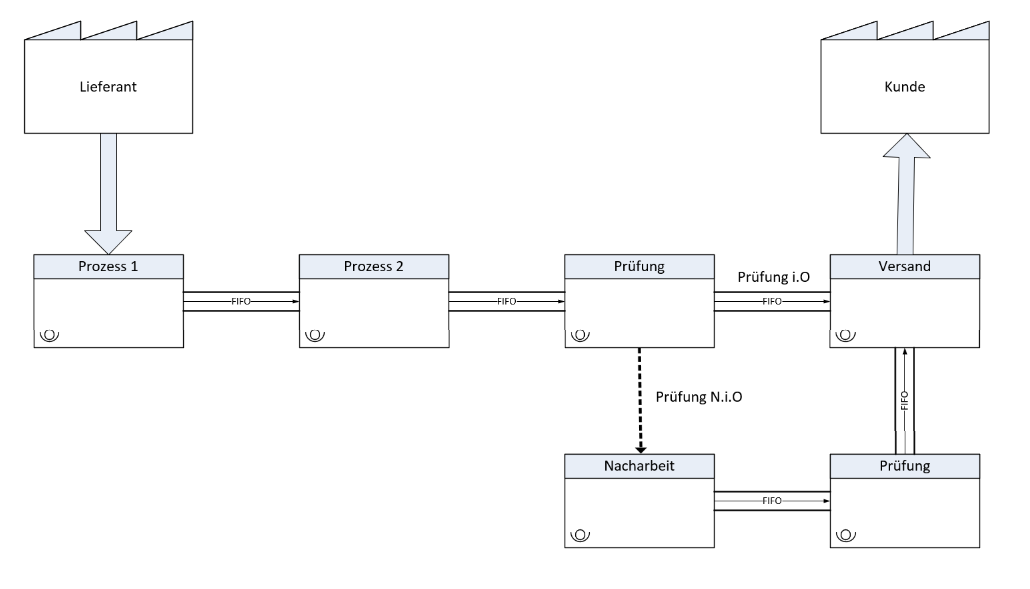 Lieferant
Kunde
Prozess 1
Prozess 2
Prüfung
Prüfung i.O
Versand
FIFO
FIFO
FIFO
Prüfung N.i.O
FIFO
Nacharbeit
Prüfung
FIFO